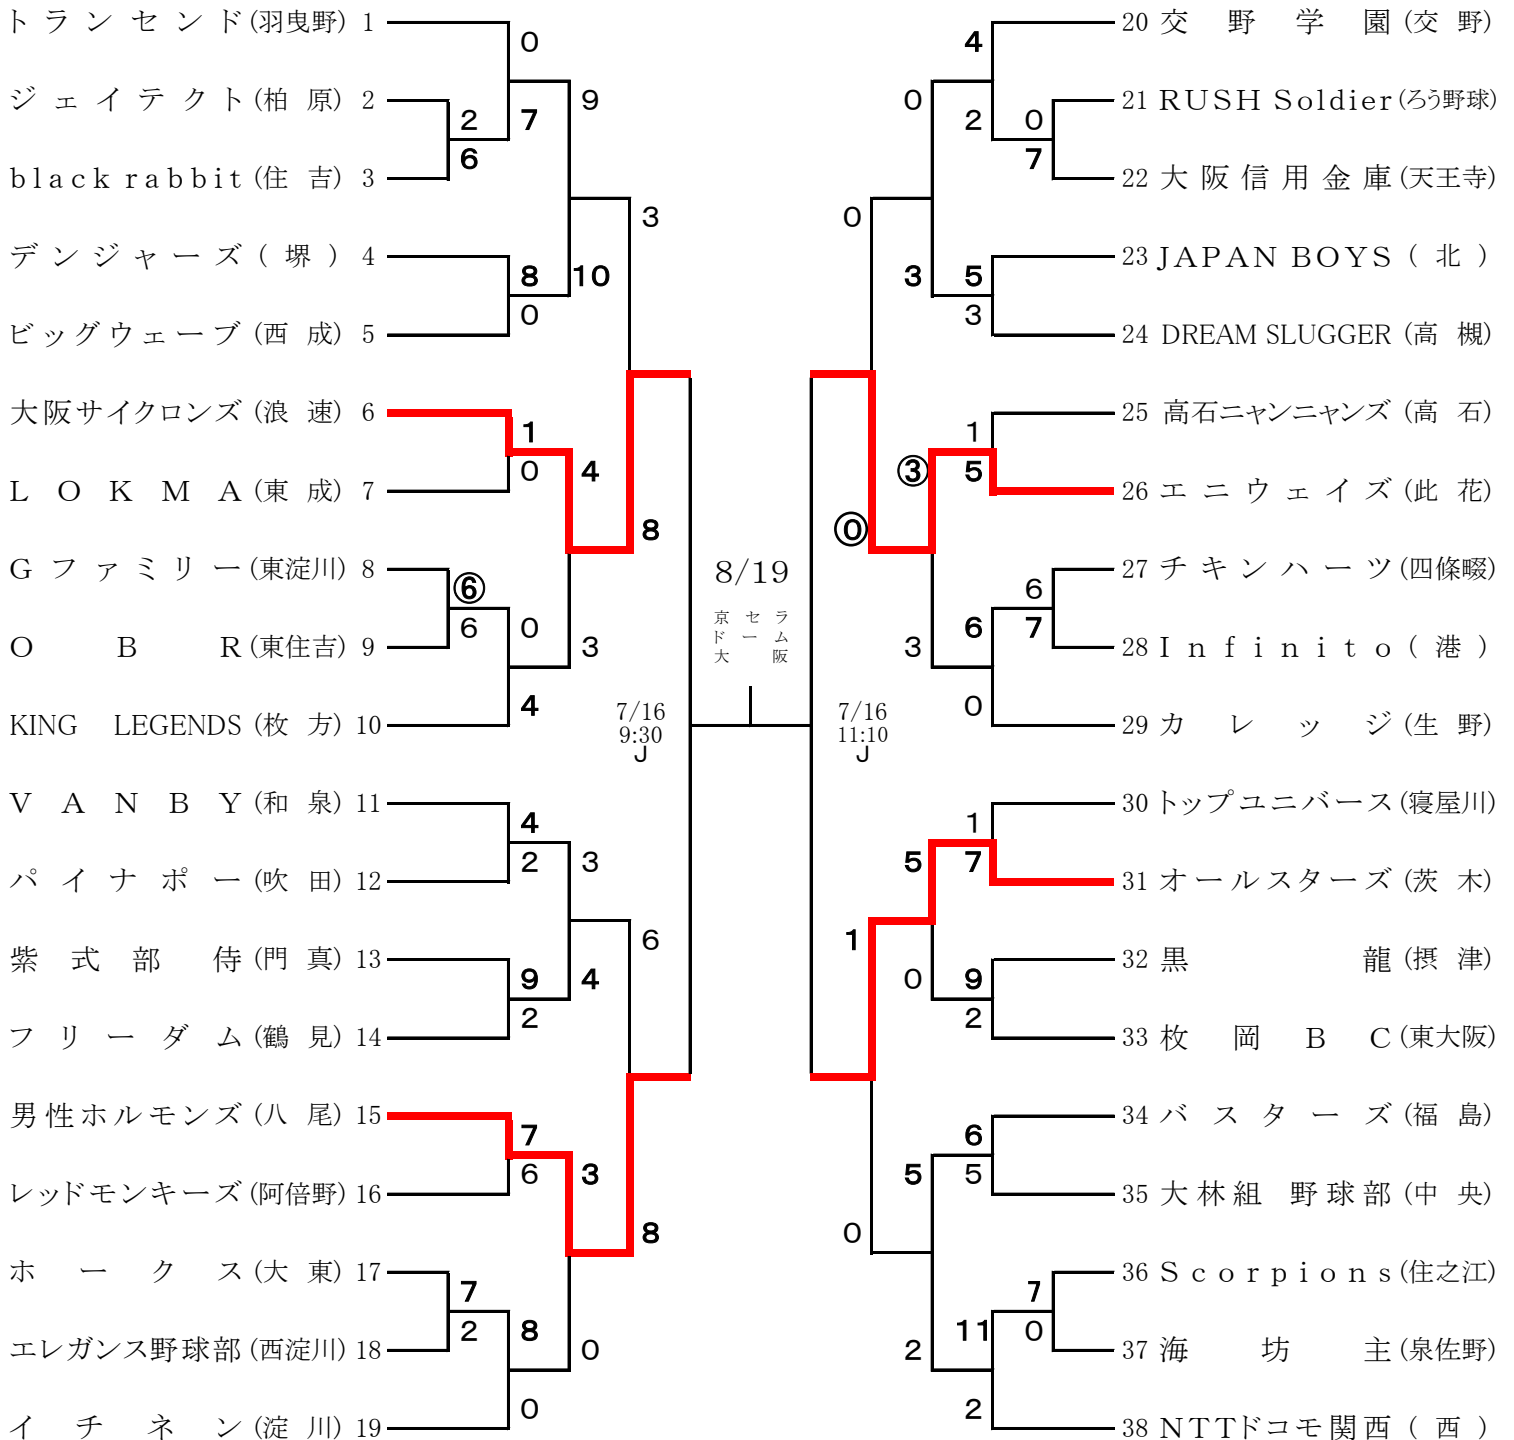 トランセンド(羽曳野) 1
0
ジェイテクト(柏 原) 2
9
2
7
6
black rabbit(住 吉) 3
3
デンジャーズ(堺) 4
8
10
0
ビッグウェーブ(西 成) 5
大阪サイクロンズ(浪 速) 6
1
0
4
LOKMA(東 成) 7
8
Gファミリー(東淀川) 8
⑥
6
0
OBR(東住吉) 9
3
4
KING LEGENDS(枚 方) 10
7/16
9:30
J
VANBY(和 泉) 11
4
2
3
パイナポー(吹 田) 12
6
紫式部 侍(門 真) 13
9
4
2
フリーダム(鶴 見) 14
男性ホルモンズ(八 尾) 15
7
6
3
レッドモンキーズ(阿倍野) 16
8
ホークス(大 東) 17
7
2
8
0
エレガンス野球部(西淀川) 18
0
イチネン(淀 川) 19
8/19
京セラ
ドーム
大阪
20 交野学園(交 野)
4
0
21 RUSH Soldier(ろう野球)
2
0
7
22 大阪信用金庫(天王寺)
0
23 JAPAN BOYS(北)
3
5
3
24 DREAM SLUGGER(高 槻)
25 高石ニャンニャンズ(高 石)
1
③
5
26 エニウェイズ(此 花)
⓪
27 チキンハーツ(四條畷)
6
6
7
3
28 Infinito(港)
0
29 カレッジ(生 野)
7/16
11:10
J
30 トップユニバース(寝屋川)
1
5
7
31 オールスターズ(茨 木)
1
32 黒龍(摂 津)
0
9
2
33 枚岡BC(東大阪)
34 バスターズ(福 島)
6
5
5
35 大林組 野球部(中 央)
0
36 Scorpions(住之江)
7
11
0
2
37 海坊主(泉佐野)
2
38 NTTドコモ関西(西)